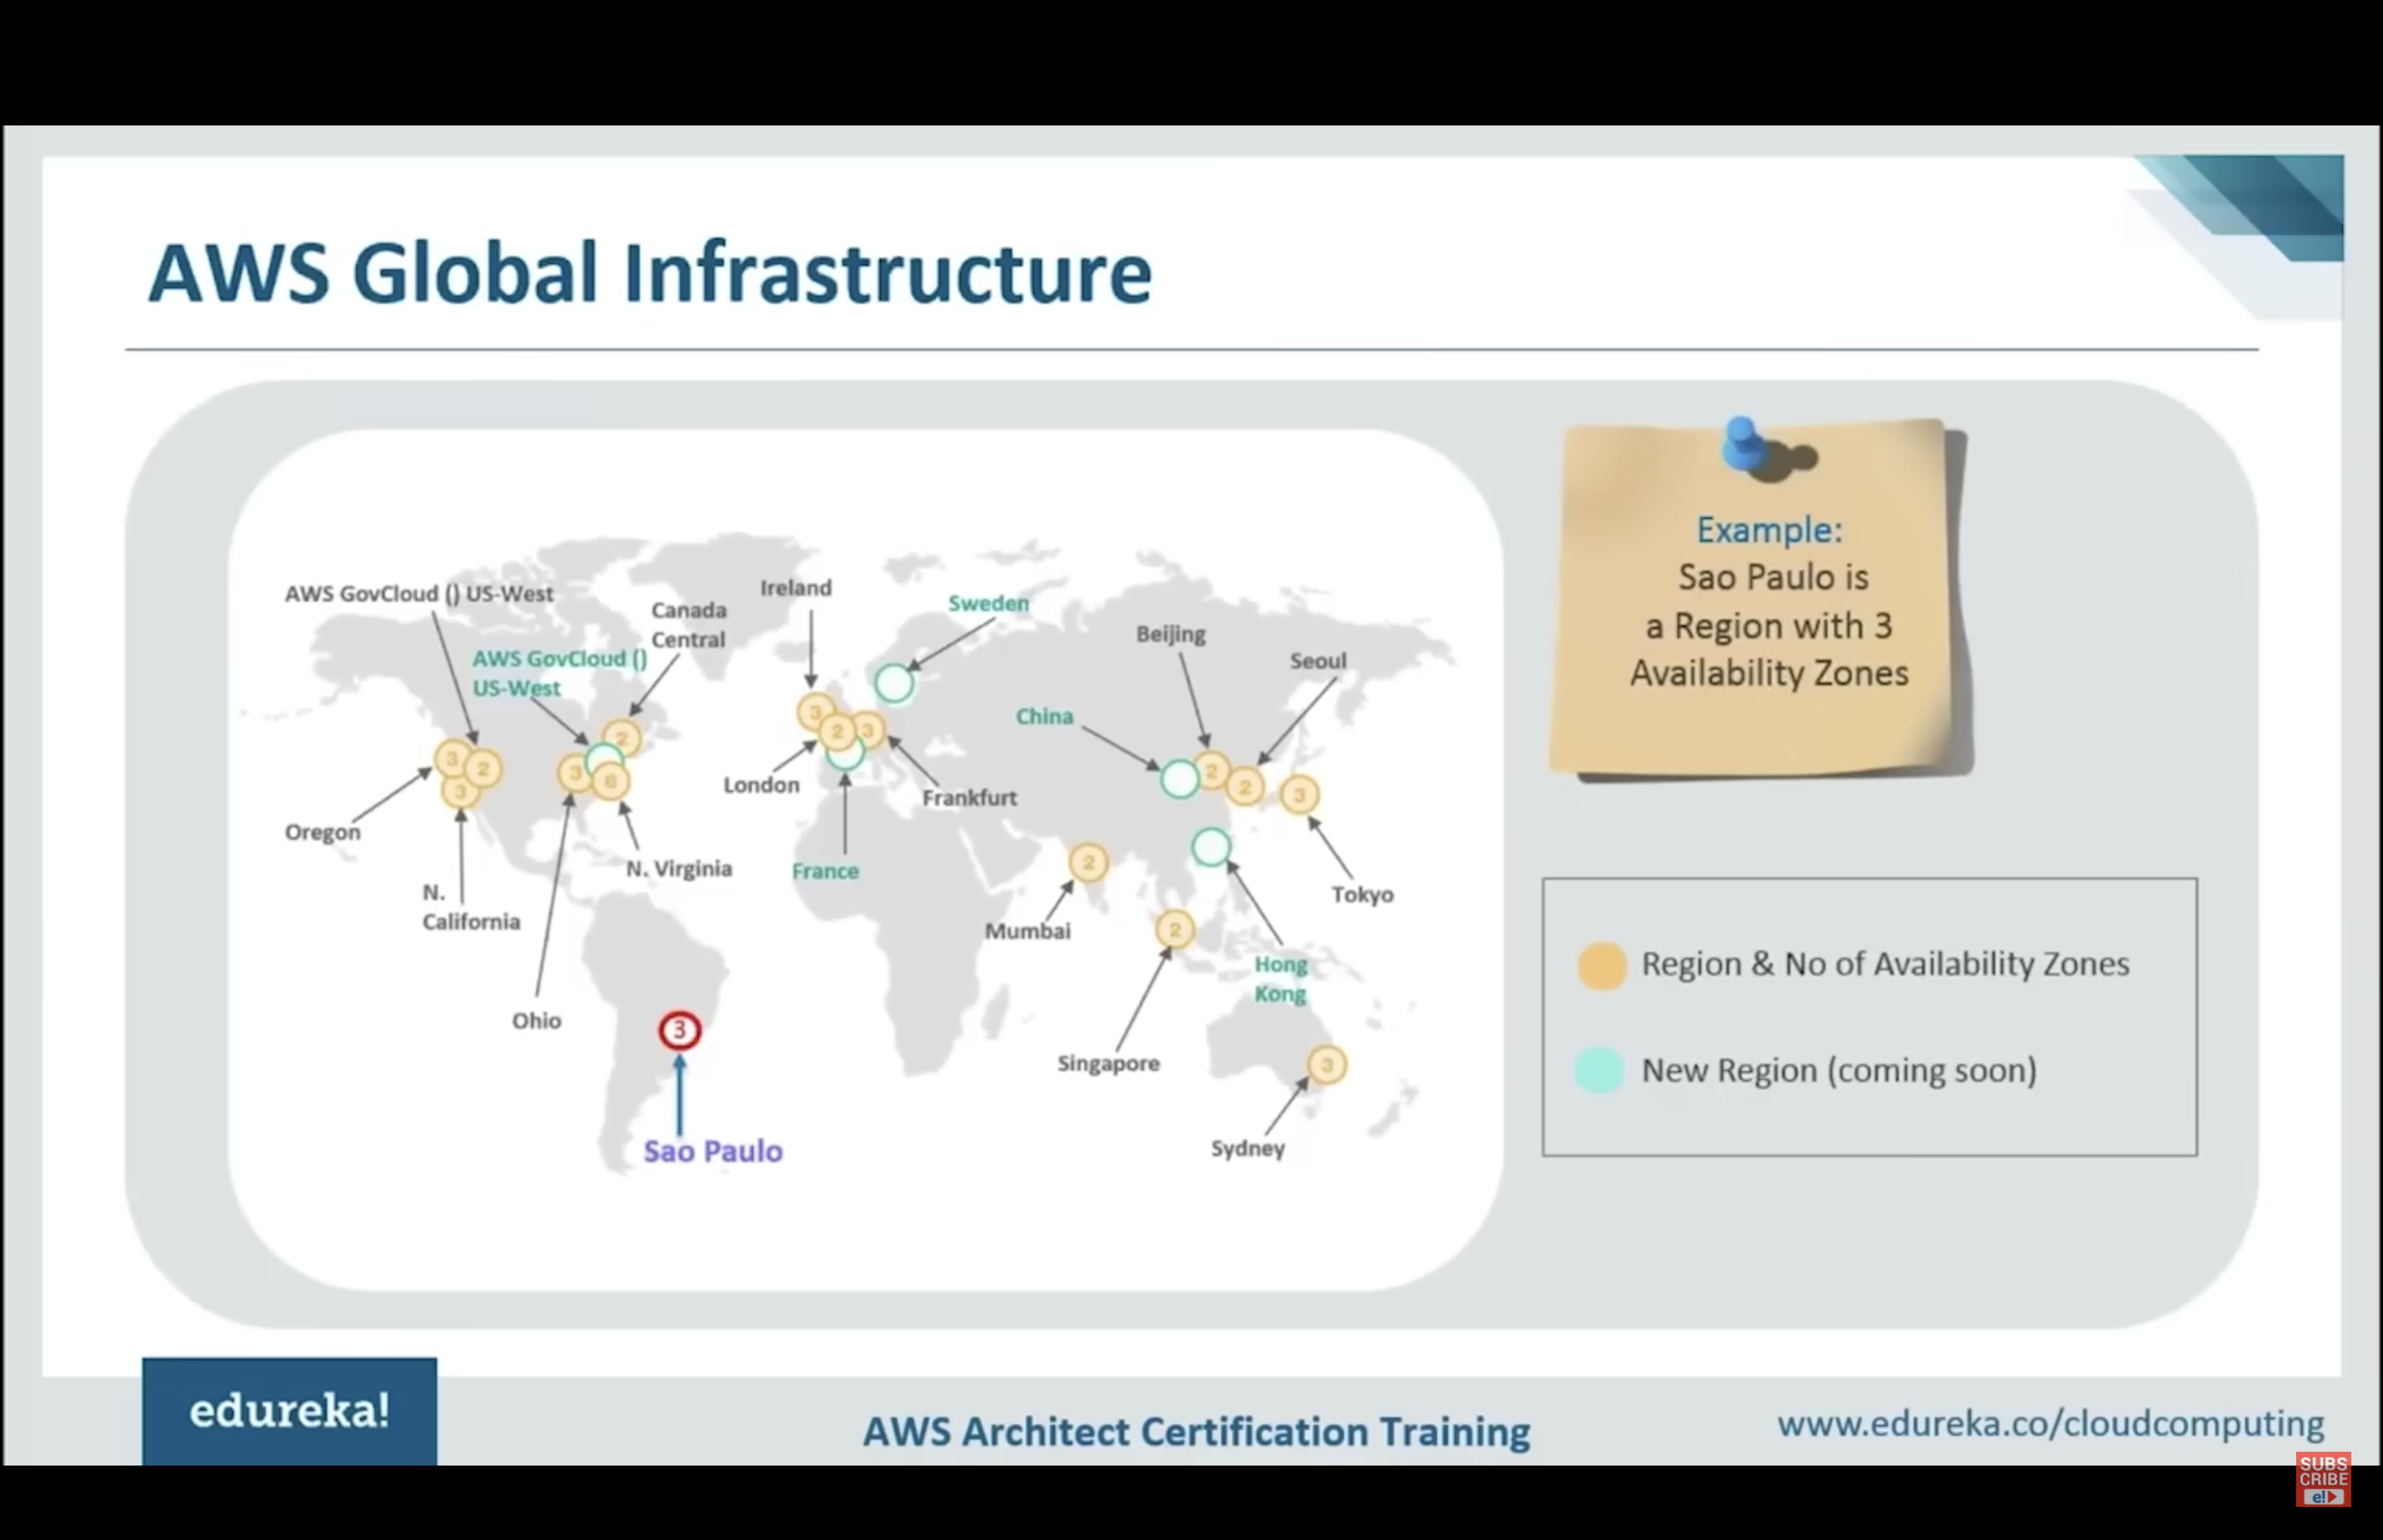 AWS Global Infrastructure
AWS GovCloud () US-West
Canada
Central
AWS GovCloud ()
US-West
Ireland
Sweden
Beijing
Seoul
China
3
2
3
3
6
2
3
2
3
2
2
3
Oregon
London
Frankfurt
N.
California
N. Virginia
France
2
Mumbai
Tokyo
2
Hong
Kong
Ohio
3
Singapore
3
Sao Paulo
Sydney
Example:
Sao Paulo is
a Region with 3
Availability Zones
Region & No of Availability Zones
New Region (coming soon)
edureka!
AWS Architect Certification Training
www.edureka.co/cloudcomputing
SUBS
CRIBE
e!